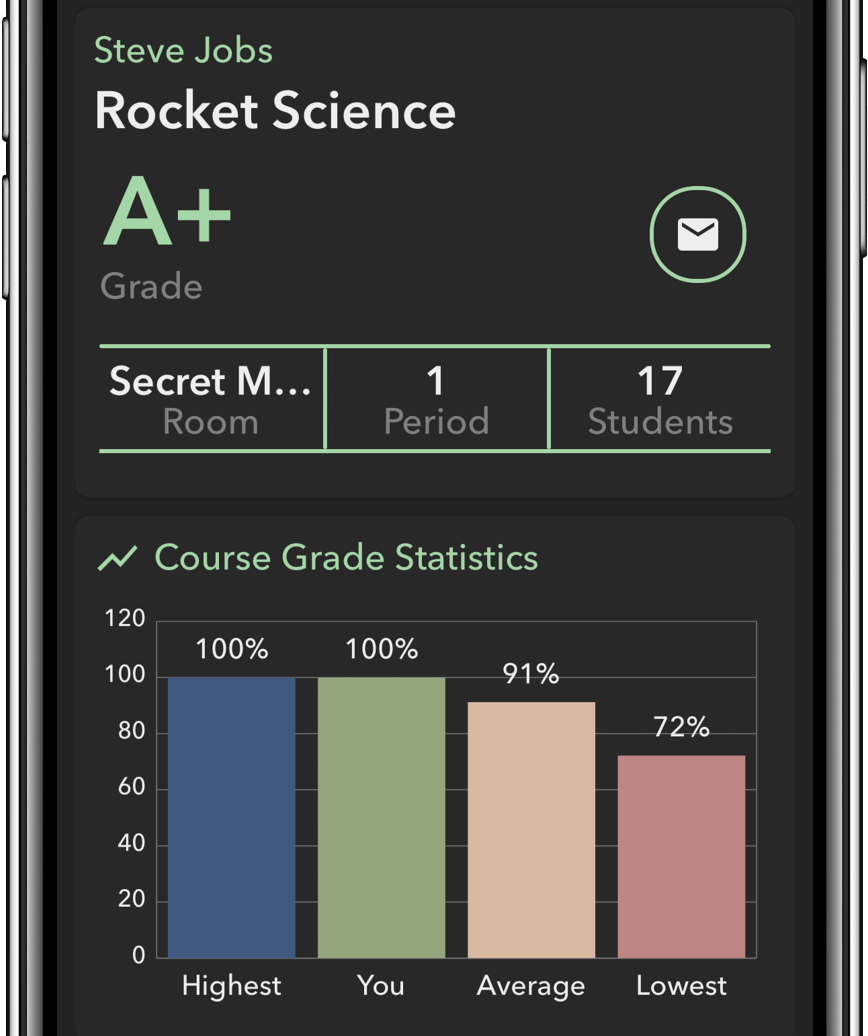 Steve Jobs
Rocket Science
A+
Grade
Secret M... 1 17
Room Period Students
Course Grade Statistics
120
100% 100%
100 91%
80 72%
60
40
20
0
Highest You Average Lowest